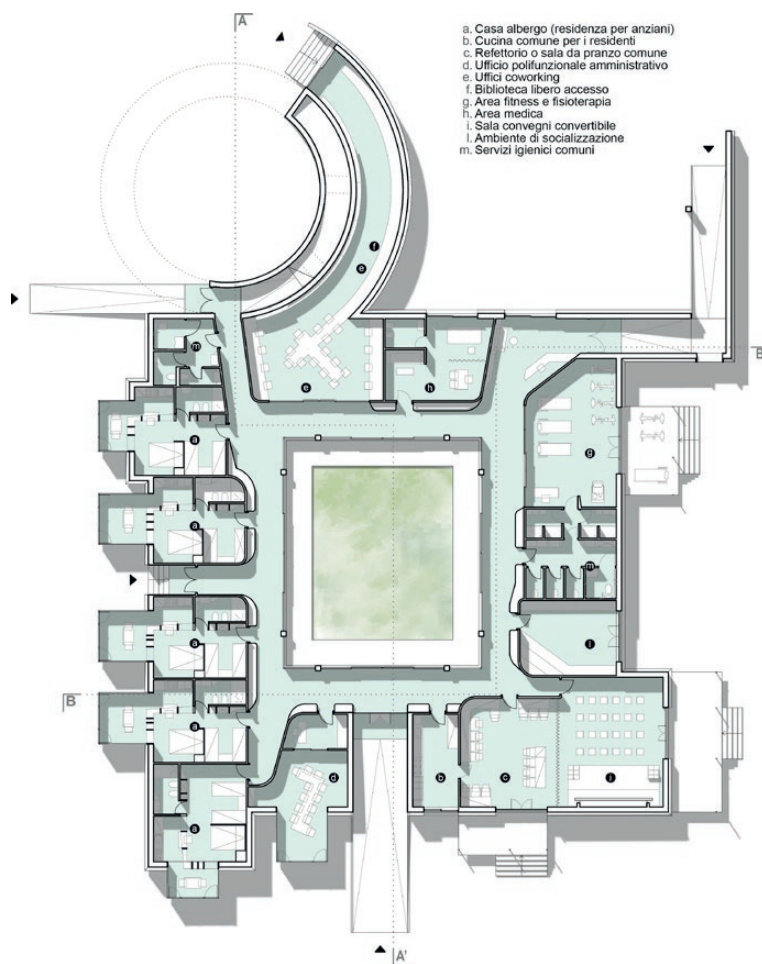 A
a. Casa albergo (residenza per anziani)
b. Cucina comune per i residenti
c. Refettorio o sala da pranzo comune
d. Ufficio polifunzionale amministrativo
e. Uffici coworking
f. Biblioteca libero accesso
g. Area fitness e fisioterapia
h. Area medica
i. Sala convegni convertibile
l. Ambiente di socializzazione
m. Servizi igienici comuni
f
e
m
B
e
h
a
g
a
m
a
l
B
a
d
b
c
i
a
A'